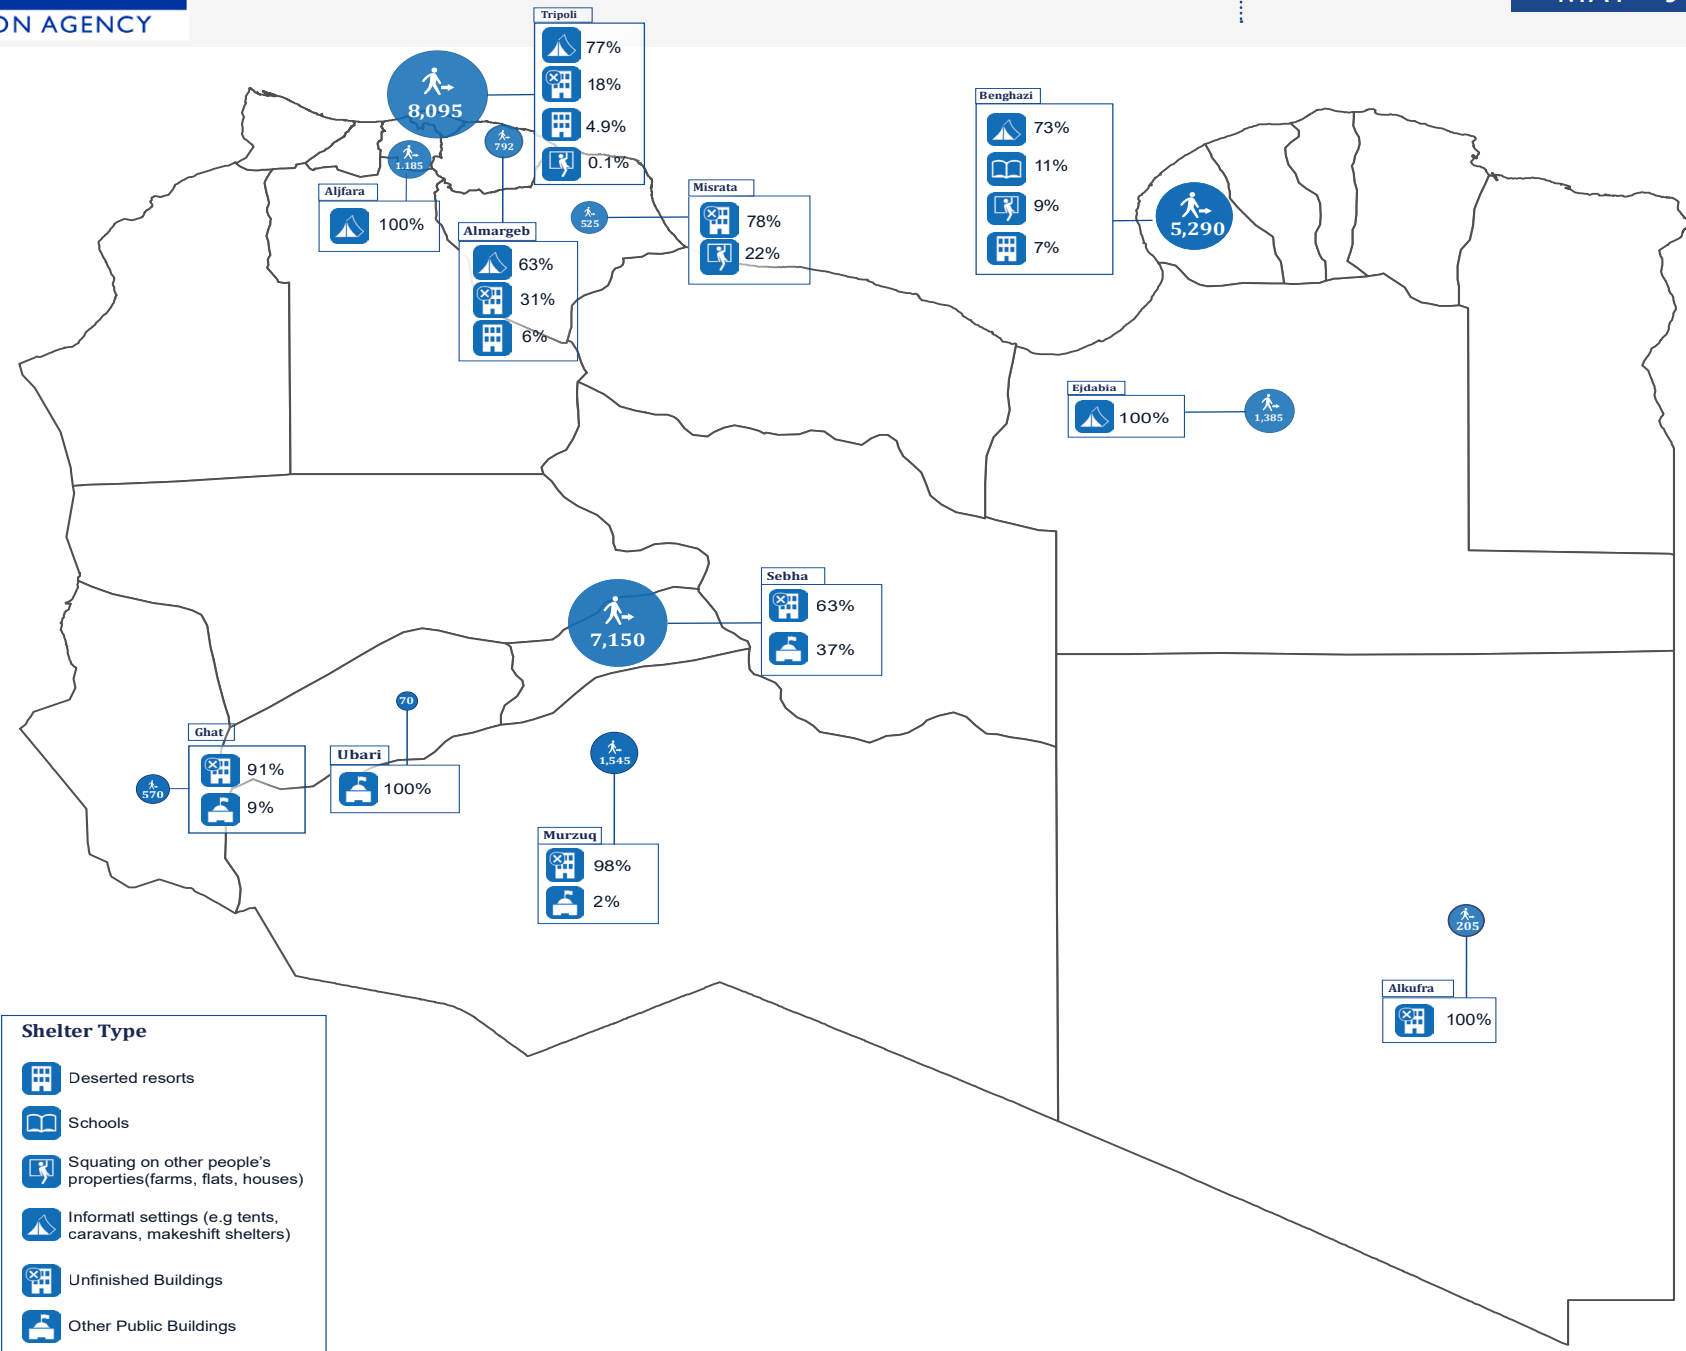 ON AGENCY
Tripoli
77%
18%
4.9%
0.1%
8,095
792
1.185
Aljfara
100%
Almargeb
63%
31%
6%
525
Misrata
78%
22%
Benghazi
73%
11%
9%
7%
5,290
Ejdabia
100%
1,385
Sebha
63%
37%
7,150
70
Ghat
91%
9%
570
Ubari
100%
1,545
Murzuq
98%
2%
205
Alkufra
100%
Shelter Type
Deserted resorts
Schools
Squating on other people's
properties(farms, flats, houses)
Informatl settings (e.g tents,
caravans, makeshift shelters)
Unfinished Buildings
Other Public Buildings